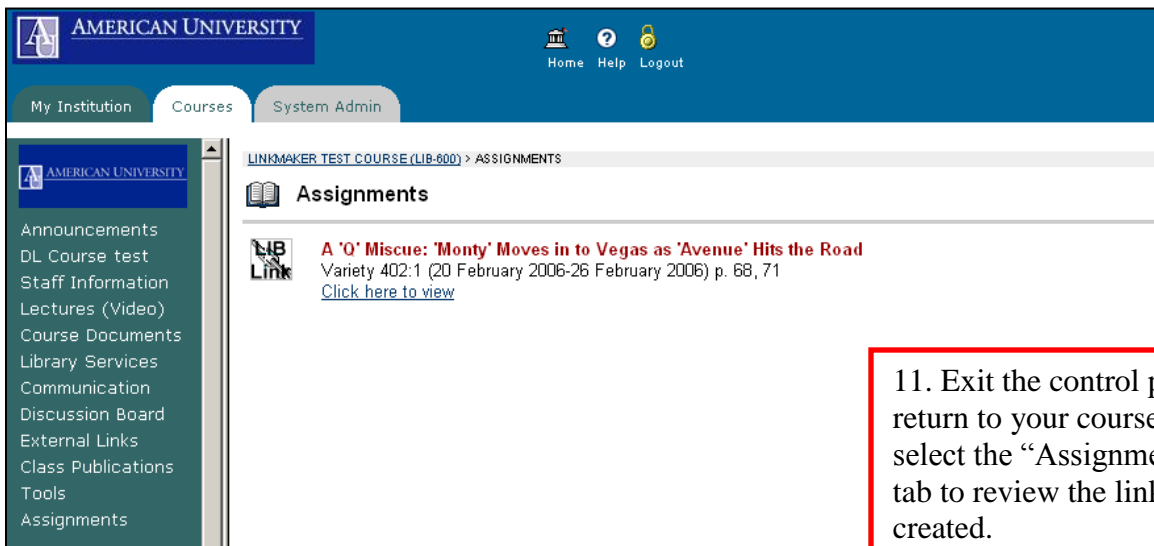 AMERICAN UNIVERSITY
Home Help Logout
My Institution Courses System Admin
AMERICAN UNIVERSITY
Announcements
DL Course test
Staff Information
Lectures (Video)
Course Documents
Library Services
Communication
Discussion Board
External Links
Class Publications
Tools
Assignments
LINKMAKER TEST COURSE (LIB-600) > ASSIGNMENTS
Assignments
LIB
Link
A 'Q' Miscue: 'Monty' Moves in to Vegas as 'Avenue' Hits the Road
Variety 402:1 (20 February 2006-26 February 2006) p. 68, 71
Click here to view
11. Exit the control
return to your course
select the “Assignme
tab to review the link
created.